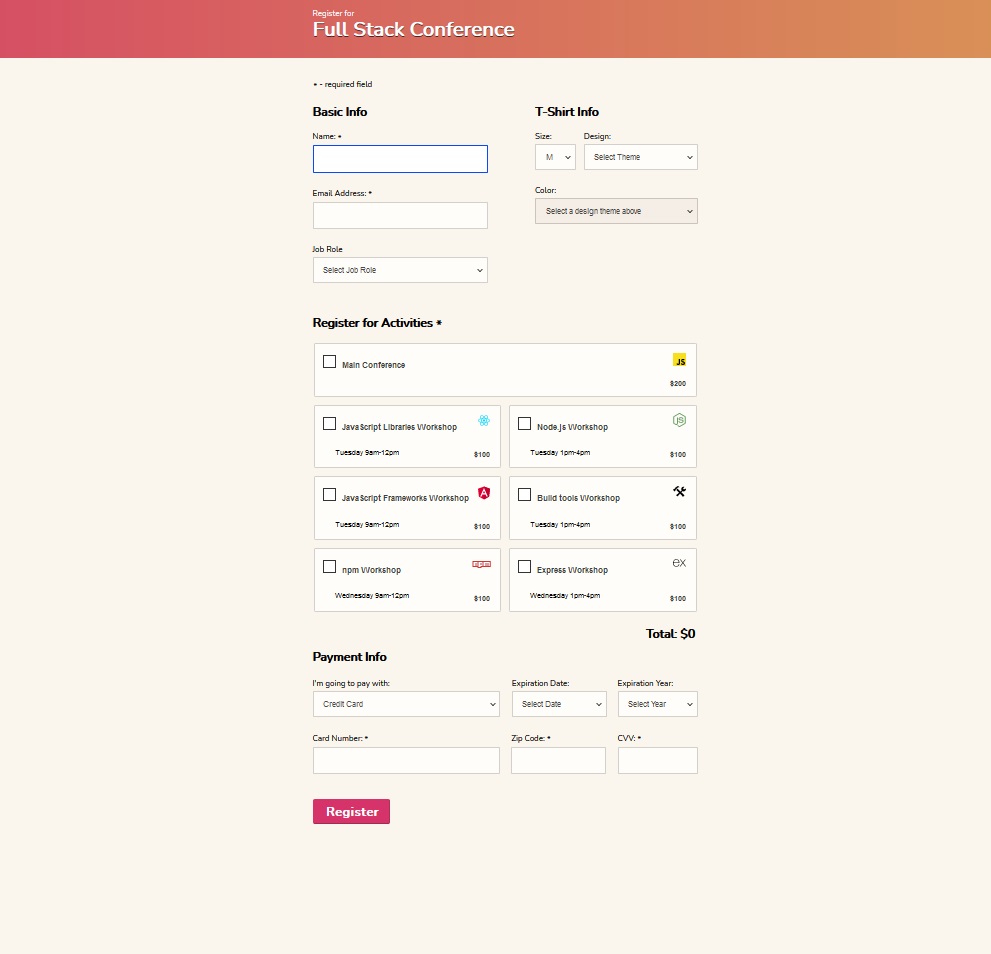 Register for
Full Stack Conference
* - required field
Basic Info
Name: *
Email Address: *
Job Role
Select Job Role
T-Shirt Info
Size:
M
Design:
Select Theme
Color:
Select a design theme above
Register for Activities *
Main Conference
JS
$200
JavaScript Libraries Workshop
Tuesday 9am-12pm
$100
Node.js Workshop
JS
Tuesday 1pm-4pm
$100
JavaScript Frameworks Workshop
A
Tuesday 9am-12pm
$100
Build tools Workshop
Tuesday 1pm-4pm
$100
npm Workshop
npm
Wednesday 9am-12pm
$100
Express Workshop
ex
Wednesday 1pm-4pm
$100
Total: $0
Payment Info
I'm going to pay with:
Credit Card
Expiration Date:
Select Date
Expiration Year:
Select Year
Card Number: *
Zip Code: *
CVV: *
Register